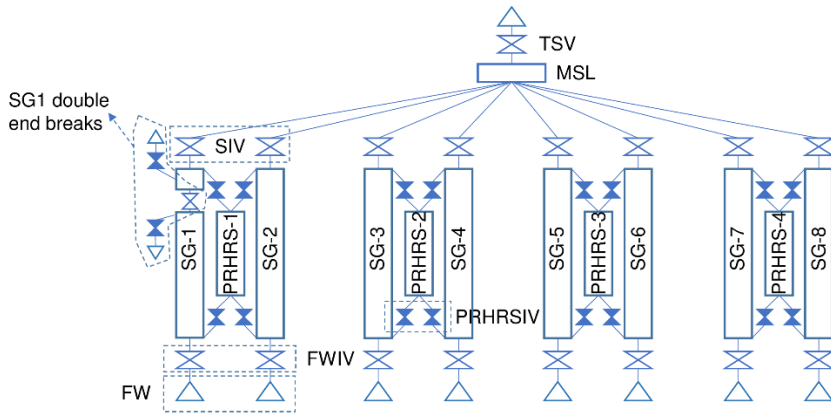 TSV
MSL
SG1 double
end breaks
SIV
SG-1
PRHRS-1
SG-2
SG-3
PRHRS-2
SG-4
SG-5
PRHRS-3
SG-6
SG-7
PRHRS-4
SG-8
PRHRSIV
FWIV
FW